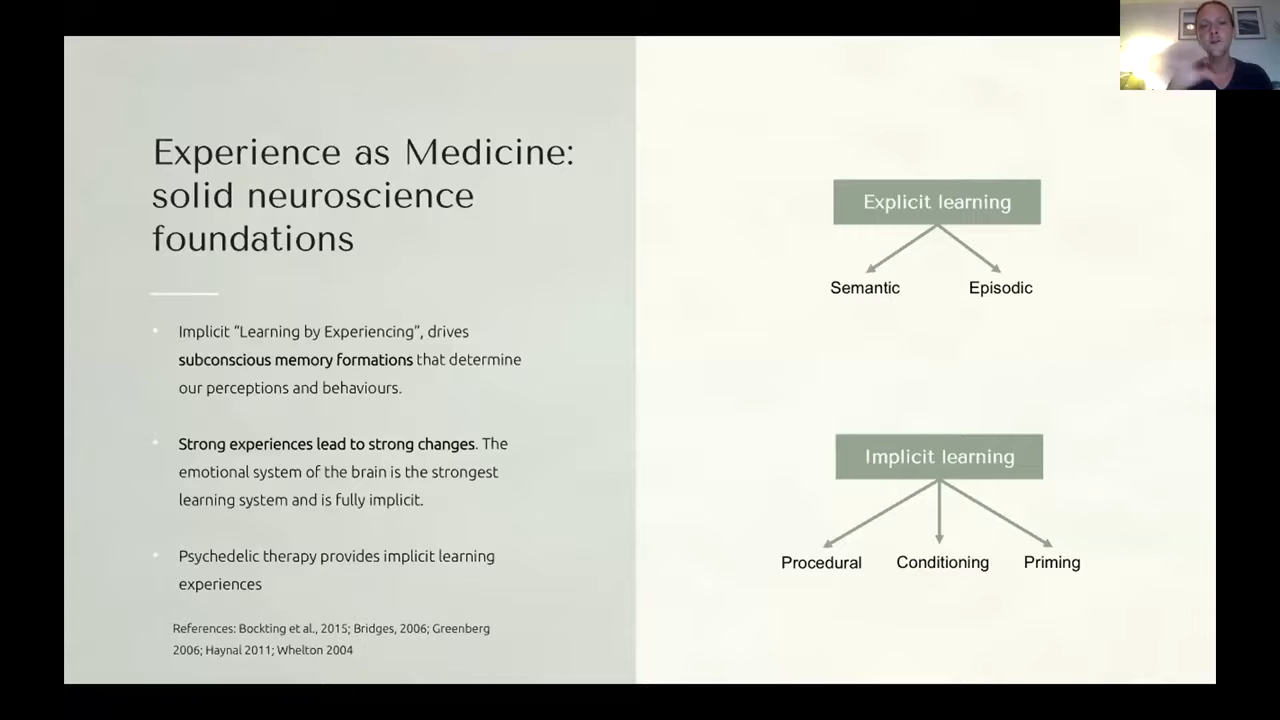 Experience as Medicine:
solid neuroscience
foundations
Implicit “Learning by Experiencing”, drives
subconscious memory formations that determine
our perceptions and behaviours.
Strong experiences lead to strong changes. The
emotional system of the brain is the strongest
learning system and is fully implicit.
Psychedelic therapy provides implicit learning
experiences
References: Bockting et al., 2015; Bridges, 2006; Greenberg
2006; Haynal 2011; Whelton 2004
Explicit learning
Semantic Episodic
Implicit learning
Procedural Conditioning Priming